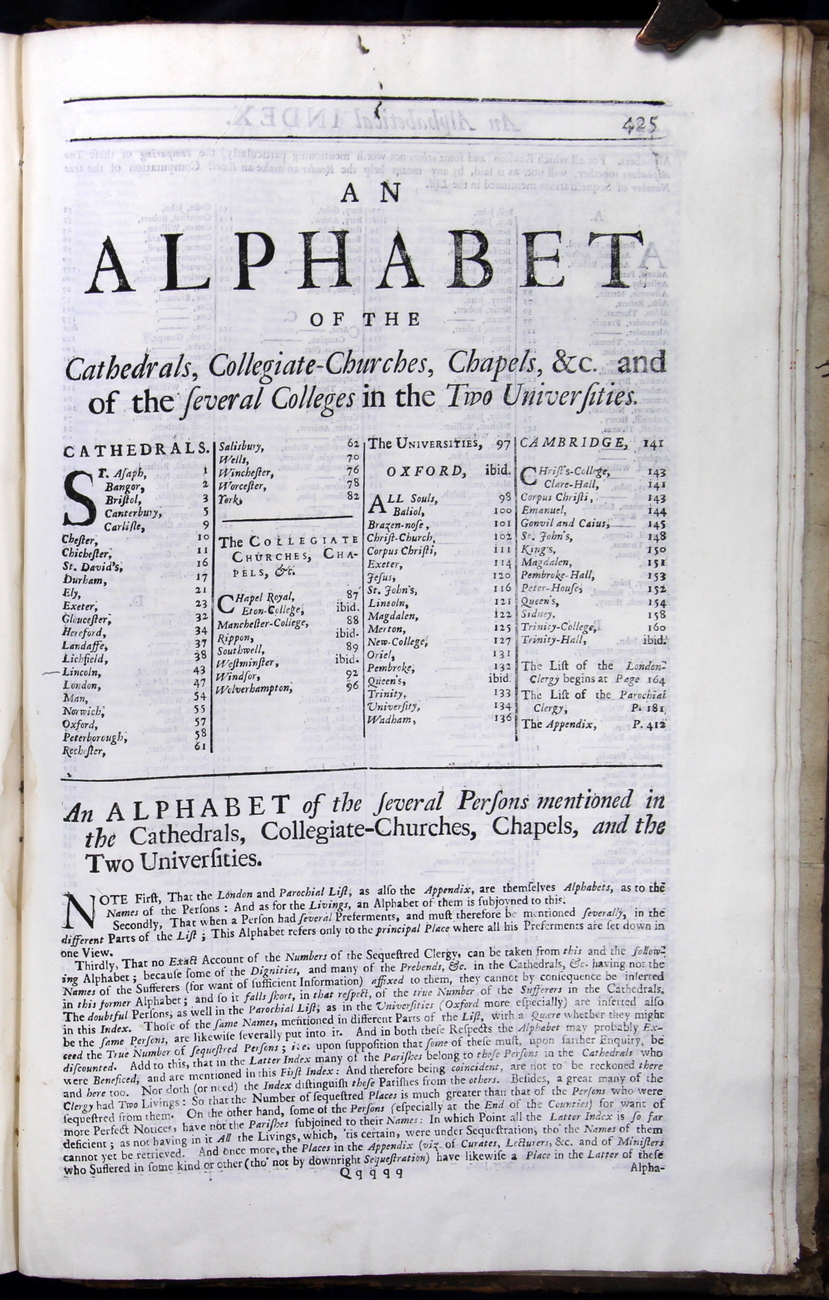 425
AN
ALPHABET
OF THE
Cathedrals, Collegiate-Churches, Chapels, &c. and
of the ſeveral Colleges in the Two Univerſities.
CATHEDRALS.
ST. Aſaph, 1
Bangor, 2
Briſtol, 3
Canterbury, 5
Carliſle, 9
Cheſter, 10
Chicheſter, 11
St. David's, 16
Durham, 17
Ely, 21
Exeter, 23
Glouceſter, 32
Hereford, 34
Landaffe, 37
Lichfield, 38
Lincoln, 43
London, 47
Man, 54
Norwich, 55
Oxford, 57
Peterborough, 58
Rocheſter, 61
Salisbury, 62
Wells, 70
Wincheſter, 76
Worceſter, 78
York, 82
The COLLEGIATE
CHURCHES, CHA-
PELS, &c.
CHapel Royal, 87
Eton-College, ibid.
Mancheſter-College, 88
Rippon, ibid.
Southwell, 89
Weſtminſter, ibid.
Windſor, 92
Wolverhampton, 96
The UNIVERSITIES, 97
OXFORD, ibid.
ALL Souls, 98
Baliol, 100
Brazen-noſe, 101
Chriſt-Church, 102
Corpus Chriſti, 111
Exeter, 114
Jeſus, 120
St. John's, 116
Lincoln, 121
Magdalen, 122
Merton, 125
New-College, 127
Oriel, 131
Pembroke, 132
Queen's, ibid.
Trinity, 133
Univerſity, 134
Wadham, 136
CAMBRIDGE, 141
CHriſt's-College, 143
Clare-Hall, 141
Corpus Chriſti, 143
Emanuel, 144
Gonvil and Caius, 145
St. John's, 148
King's, 150
Magdalen, 151
Pembroke-Hall, 153
Peter-Houſe, 152
Queen's, 154
Sidney, 158
Trinity-College, 160
Trinity-Hall, ibid.
The Liſt of the London-
Clergy begins at Page 164
The Liſt of the Parochial
Clergy, P. 181
The Appendix, P. 412
An ALPHABET of the ſeveral Perſons mentioned in
the Cathedrals, Collegiate-Churches, Chapels, and the
Two Univerſities.
NOTE Firſt, That the London and Parochial Liſt, as alſo the Appendix, are themſelves Alphabets, as to the
Names of the Perſons : And as for the Livings, an Alphabet of them is ſubjoyned to this.
Secondly, That when a Perſon had ſeveral Preferments, and muſt therefore be mentioned ſeverally, in the
different Parts of the Liſt ; This Alphabet refers only to the principal Place where all his Preferments are ſet down in
one View.
Thirdly, That no Exact Account of the Numbers of the Sequeſtred Clergy, can be taken from this and the follow-
ing Alphabet ; becauſe ſome of the Dignities, and many of the Prebends, &c. in the Cathedrals, &c. having not the
Names of the Sufferers (for want of ſufficient Information) affixed to them, they cannot by conſequence be inſerted
in this former Alphabet ; and ſo it falls ſhort, in that reſpect, of the true Number of the Sufferers in the Cathedrals.
The doubtful Perſons, as well in the Parochial Liſt, as in the Univerſities (Oxford more eſpecially) are inſerted alſo
in this Index. Thoſe of the ſame Names, mentioned in different Parts of the Liſt, with a Quære whether they might
be the ſame Perſons, are likewiſe ſeverally put into it. And in both theſe Reſpects the Alphabet may probably Ex-
ceed the True Number of ſequeſtred Perſons ; i. e. upon ſuppoſition that ſome of theſe muſt, upon farther Enquiry, be
diſcounted. Add to this, that in the Latter Index many of the Pariſhes belong to thoſe Perſons in the Cathedrals who
were Beneficed, and are mentioned in this Firſt Index : And therefore being coincident, are not to be reckoned there
and here too. Nor doth (or need) the Index diſtinguiſh theſe Pariſhes from the others. Beſides, a great many of the
Clergy had Two Livings : So that the Number of ſequeſtred Places is much greater than that of the Perſons who were
ſequeſtred from them. On the other hand, ſome of the Perſons (eſpecially at the End of the Counties) for want of
more Perfect Notices, have not the Pariſhes ſubjoined to their Names : In which Point all the Latter Index is ſo far
deficient ; as not having in it All the Livings, which, 'tis certain, were under Sequeſtration, tho' the Names of them
cannot yet be retrieved. And once more, the Places in the Appendix (viz. of Curates, Lecturers, &c. and of Miniſters
who Suffered in ſome kind or other (tho' not by downright Sequeſtration) have likewiſe a Place in the Latter of theſe
Qqqqq
Alpha-